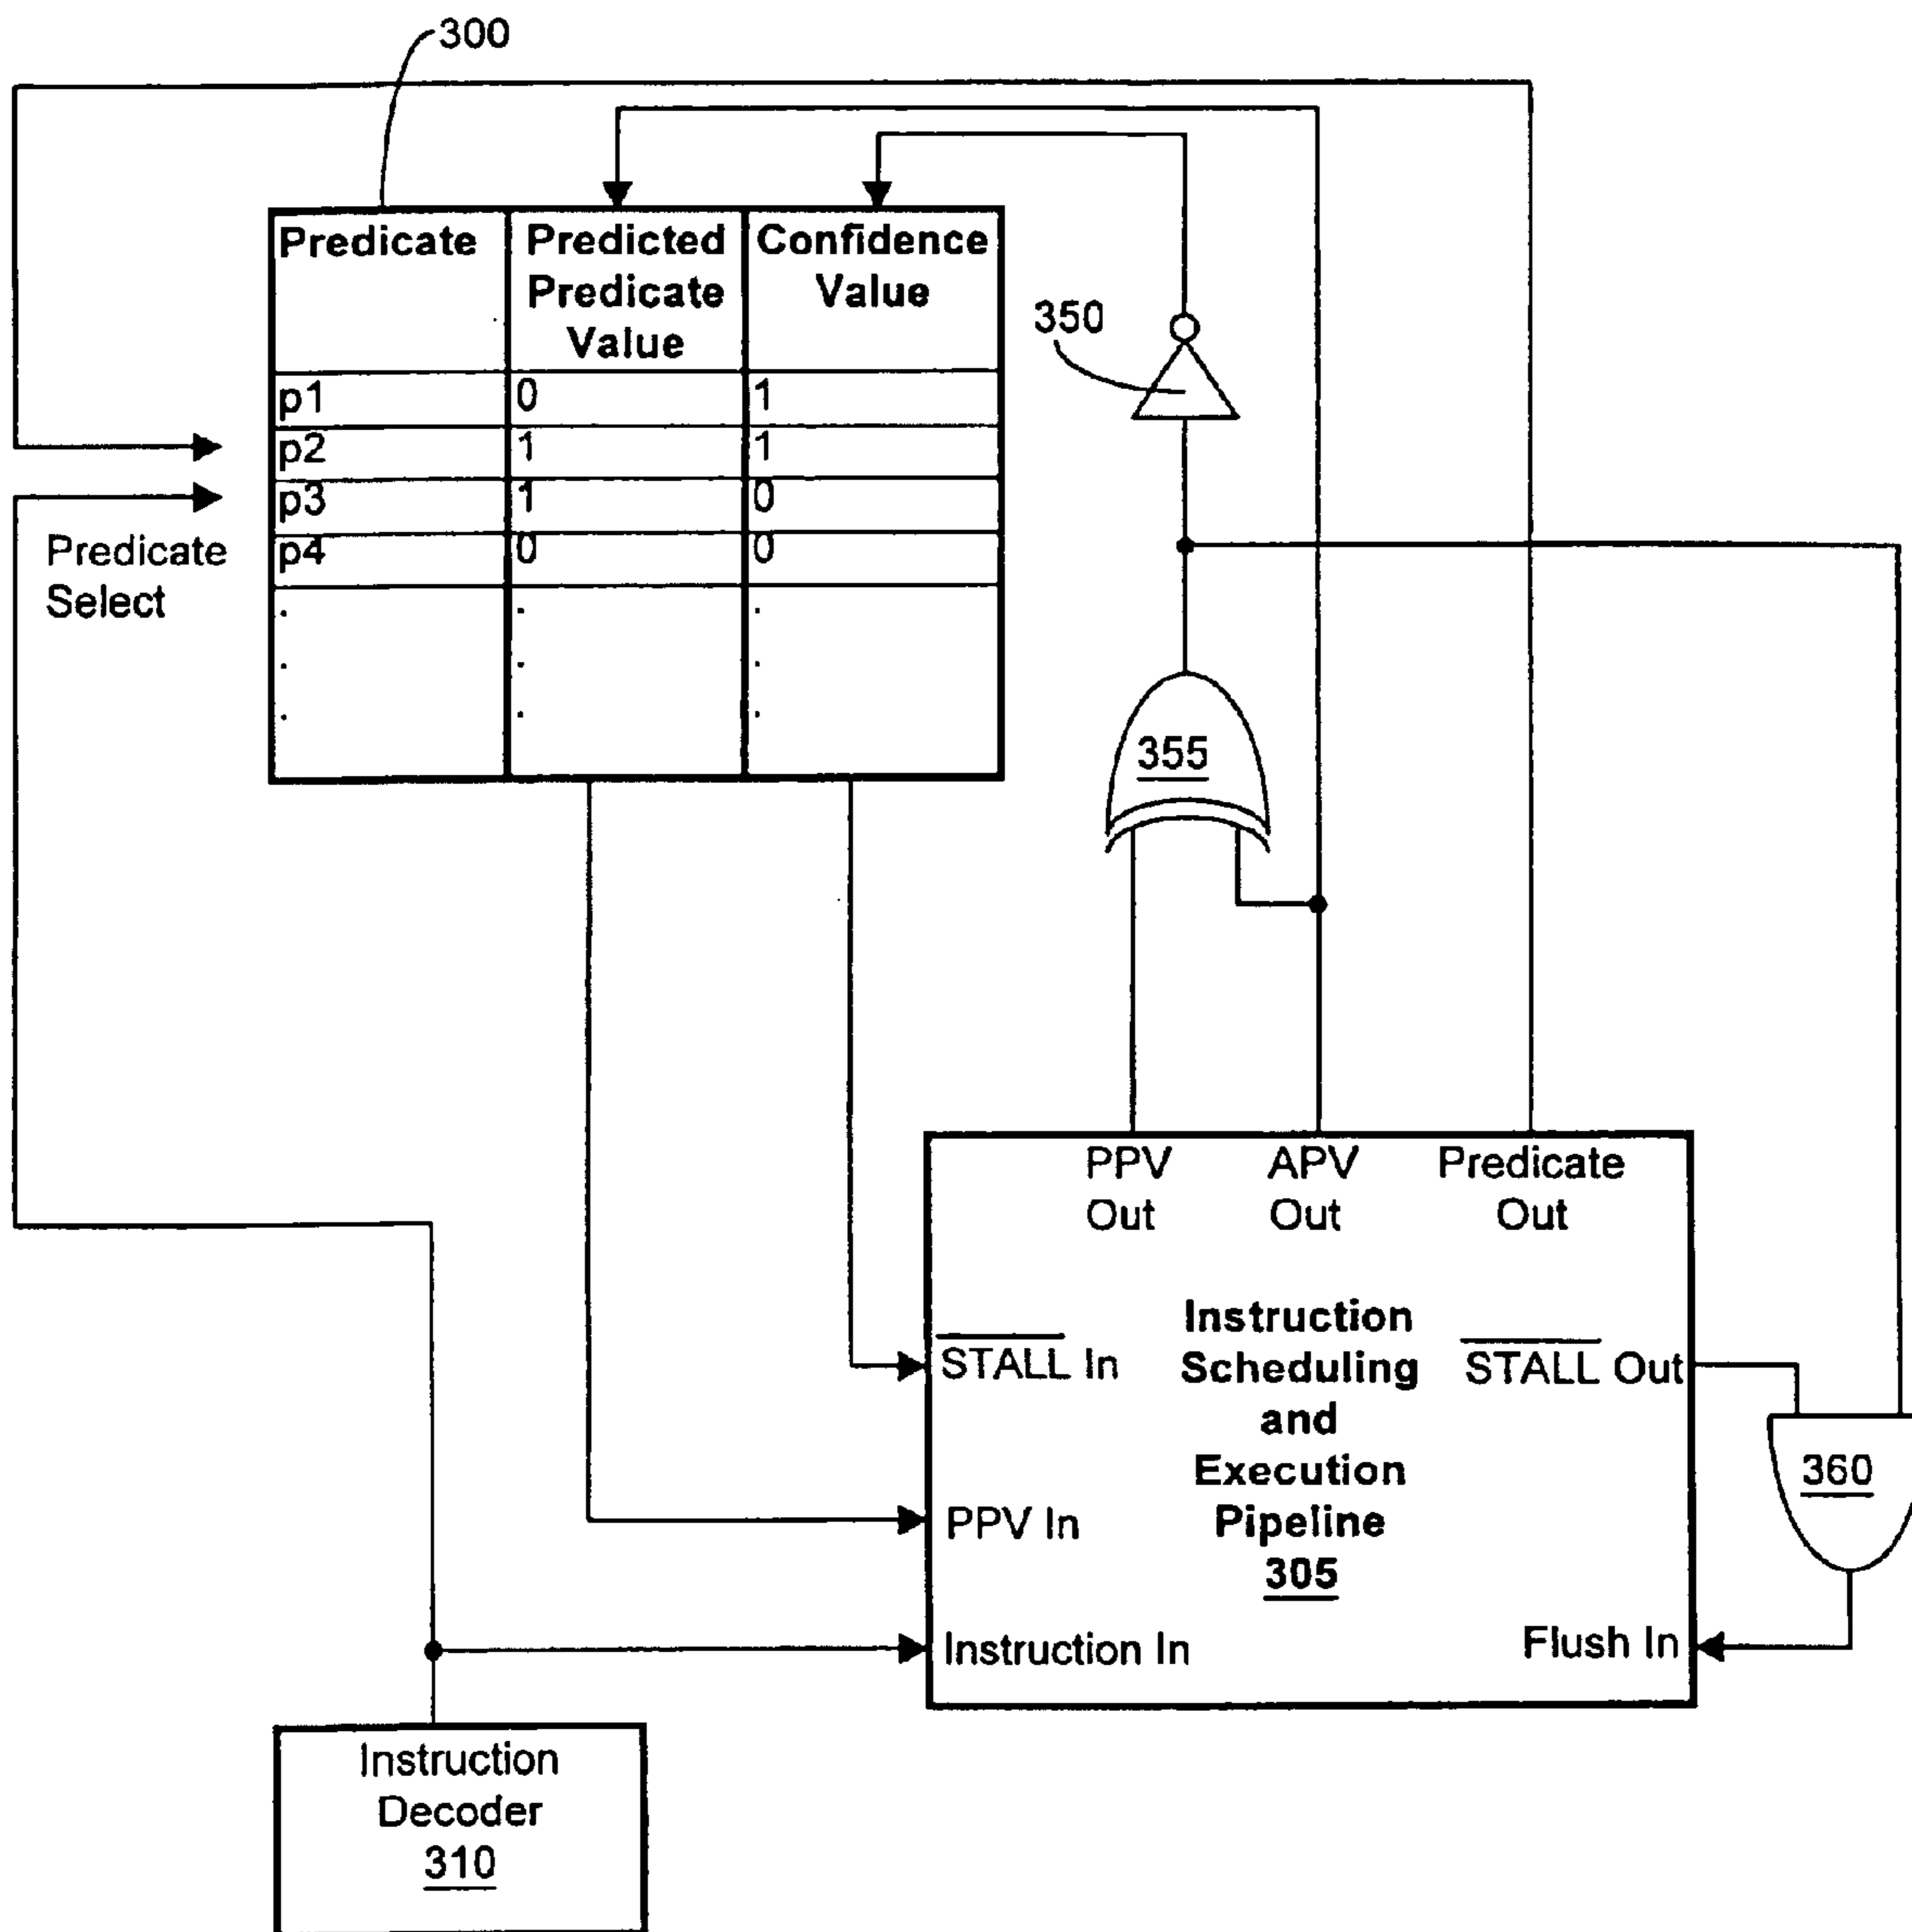 300
Predicate
Predicted
Predicate
Value
Confidence
Value
p1 0 1
p2 1 1
p3 1 0
p4 0 0
. . .
. . .
. . .
Predicate
Select
350
355
PPV
Out
APV
Out
Predicate
Out
Instruction
Scheduling
and
Execution
Pipeline
305
STALL In
STALL Out
PPV In
Instruction In
Flush In
360
Instruction
Decoder
310